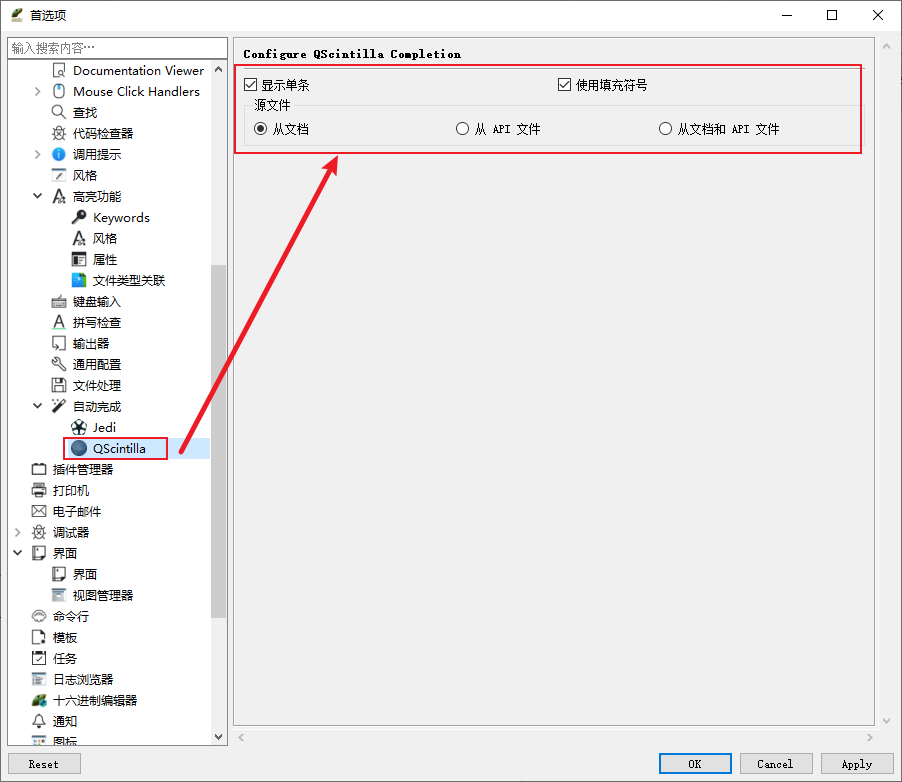 首选项
输入搜索内容…
Documentation Viewer
Mouse Click Handlers
查找
代码检查器
调用提示
风格
高亮功能
Keywords
风格
属性
文件类型关联
键盘输入
拼写检查
输出器
通用配置
文件处理
自动完成
Jedi
QScintilla
插件管理器
打印机
电子邮件
调试器
界面
界面
视图管理器
命令行
模板
任务
日志浏览器
十六进制编辑器
通知
图标
Configure QScintilla Completion
显示单条 使用填充符号
源文件
从文档 从 API 文件 从文档和 API 文件
Reset OK Cancel Apply